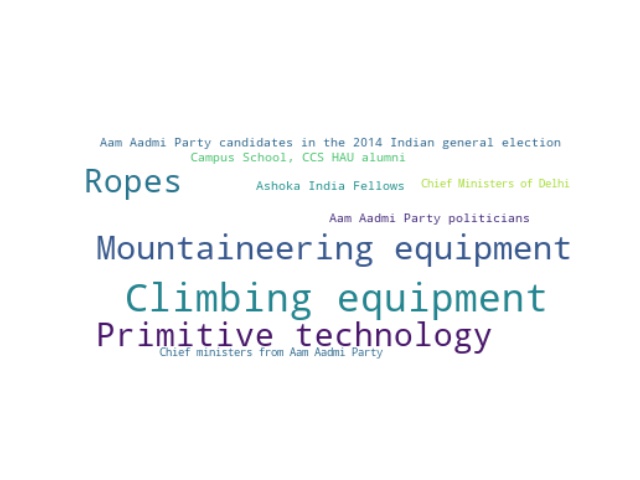 Aam Aadmi Party candidates in the 2014 Indian general election
Campus School, CCS HAU alumni
Ropes
Ashoka India Fellows
Chief Ministers of Delhi
Aam Aadmi Party politicians
Mountaineering equipment
Climbing equipment
Primitive technology
Chief ministers from Aam Aadmi Party